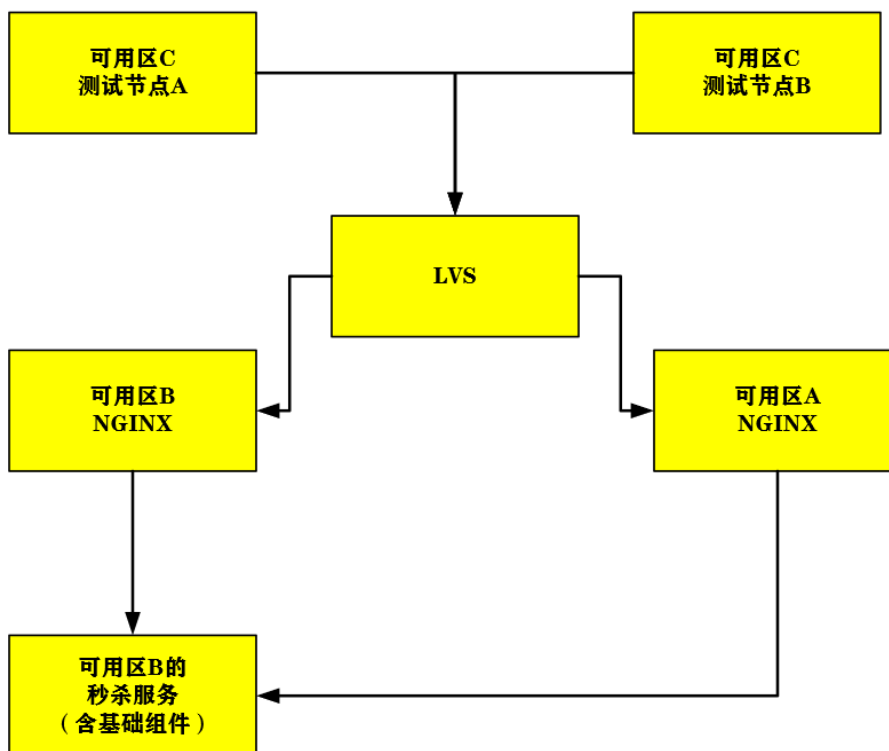 可用区C
测试节点A
可用区C
测试节点B
LVS
可用区B
NGINX
可用区A
NGINX
可用区B的
秒杀服务
（含基础组件）